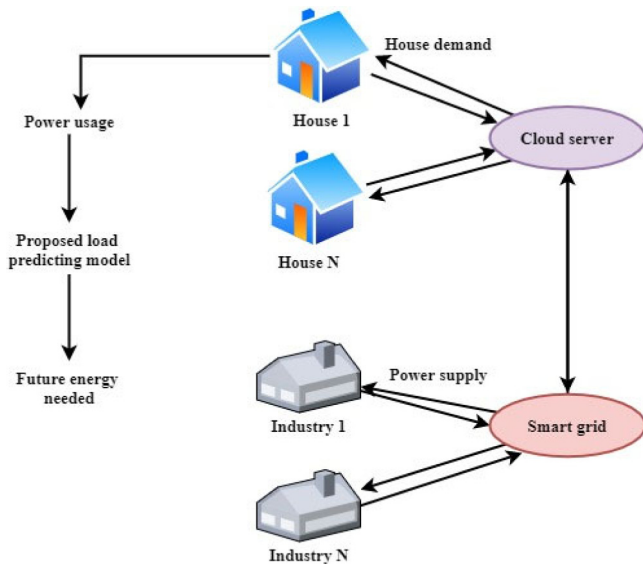 House demand
House 1
Power usage
Cloud server
House N
Proposed load
predicting model
Future energy
needed
Power supply
Industry 1
Smart grid
Industry N